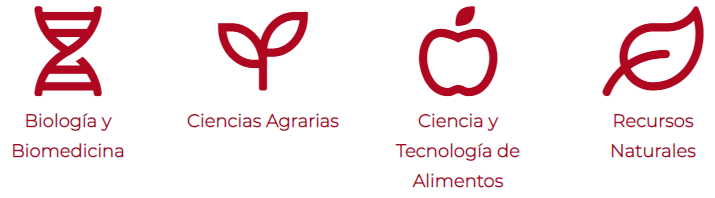 Biología y
Biomedicina
Ciencias Agrarias
Ciencia y
Tecnología de
Alimentos
Recursos
Naturales